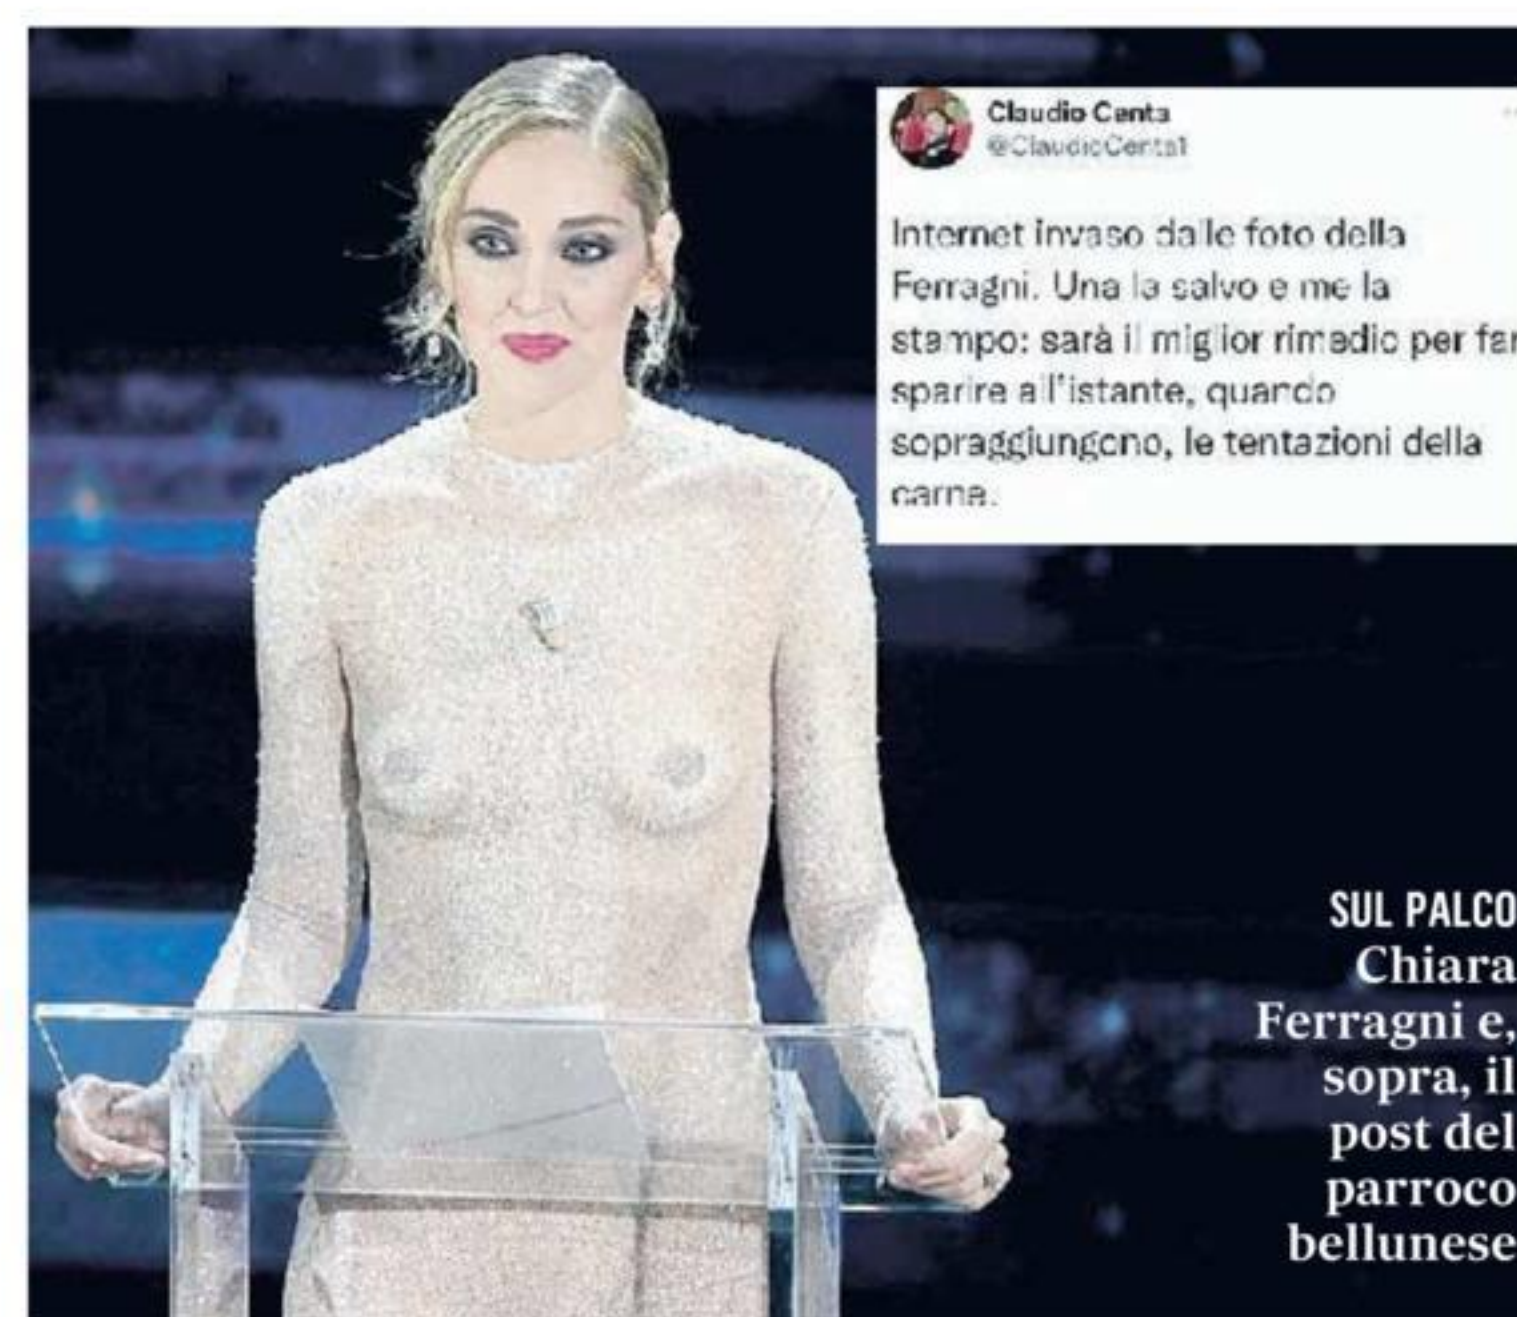 Claudio Centa
@ClaudioCenta1
Internet invaso dalle foto della
Ferragni. Una la salvo e me la
stampo: sarà il miglior rimedio per far
sparire all'istante, quando
sopraggiungono, le tentazioni della
carne.
SUL PALCO
Chiara
Ferragni e,
sopra, il
post del
parroco
bellunese